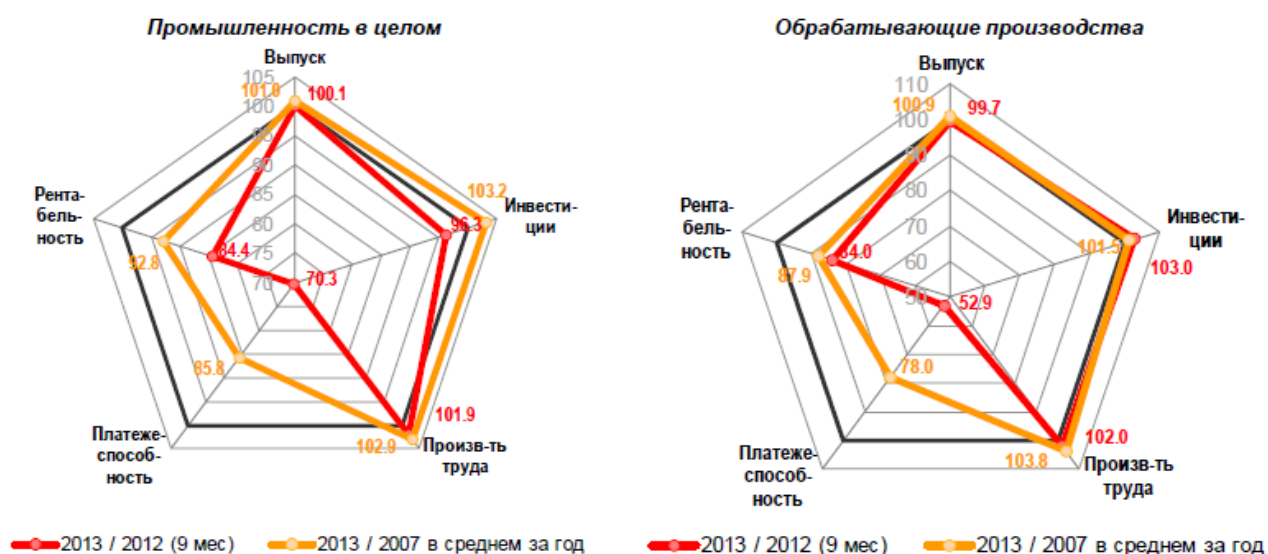 Промышленность в целом
Выпуск
105
101.0
100.1
100
95
90
85
80
75
70
103.2
96.3
Инвести-
ции
Рента-
бель-
ность
92.8
84.4
70.3
85.8
101.9
102.9
Произв-ть
труда
Платеже-
способ-
ность
2013 / 2012 (9 мес)
2013 / 2007 в среднем за год
Обрабатывающие производства
Выпуск
110
100.9
99.7
100
90
80
70
60
50
Инвести-
ции
101.5
103.0
Рента-
бель-
ность
84.0
87.9
52.9
78.0
102.0
103.8
Произв-ть
труда
Платеже-
способ-
ность
2013 / 2012 (9 мес)
2013 / 2007 в среднем за год